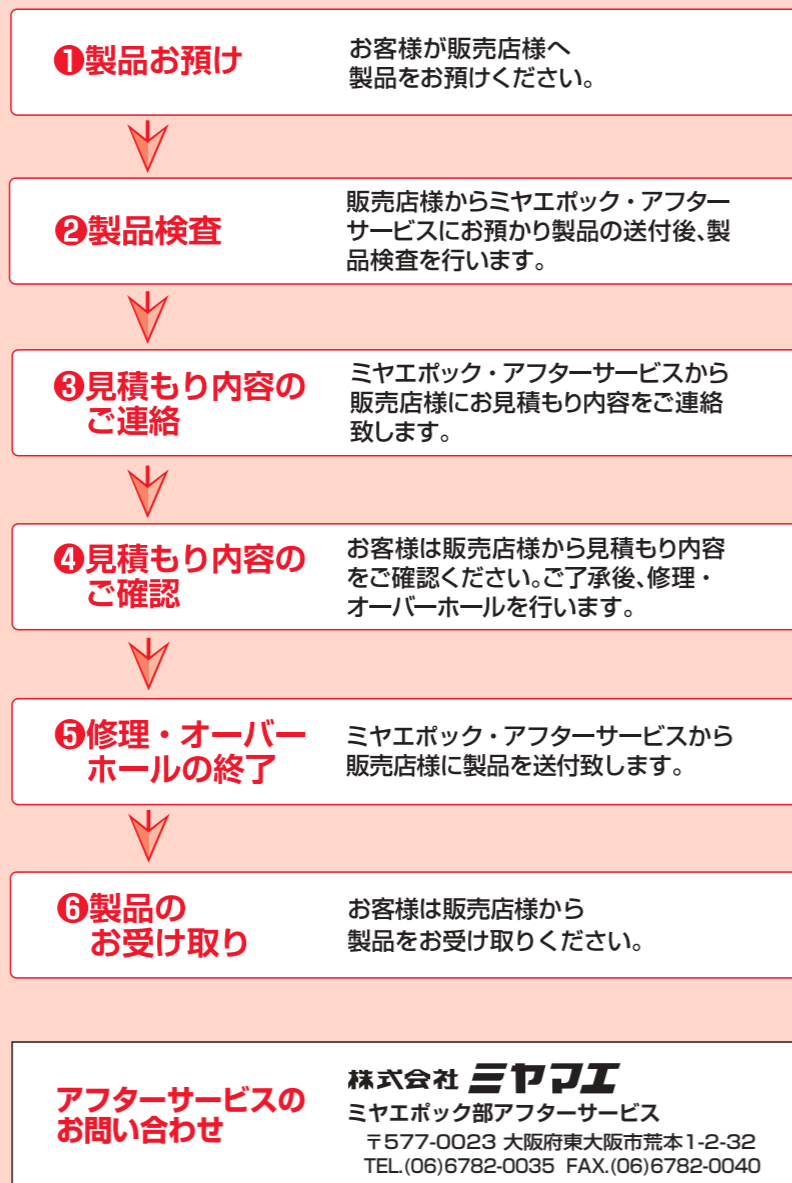 ❶製品お預け
お客様が販売店様へ
製品をお預けください。
❷製品検査
販売店様からミヤエポック・アフター
サービスにお預かり製品の送付後、製
品検査を行います。
❸見積もり内容の
ご連絡
ミヤエポック・アフターサービスから
販売店様にお見積もり内容をご連絡
致します。
❹見積もり内容の
ご確認
お客様は販売店様から見積もり内容
をご確認ください。ご了承後、修理・
オーバーホールを行います。
❺修理・オーバー
ホールの終了
ミヤエポック・アフターサービスから
販売店様に製品を送付致します。
❻製品の
お受け取り
お客様は販売店様から
製品をお受け取りください。
アフターサービスの
お問い合わせ
株式会社 ミヤマエ
ミヤエポック部アフターサービス
〒577-0023 大阪府東大阪市荒本1-2-32
TEL.(06)6782-0035 FAX.(06)6782-0040